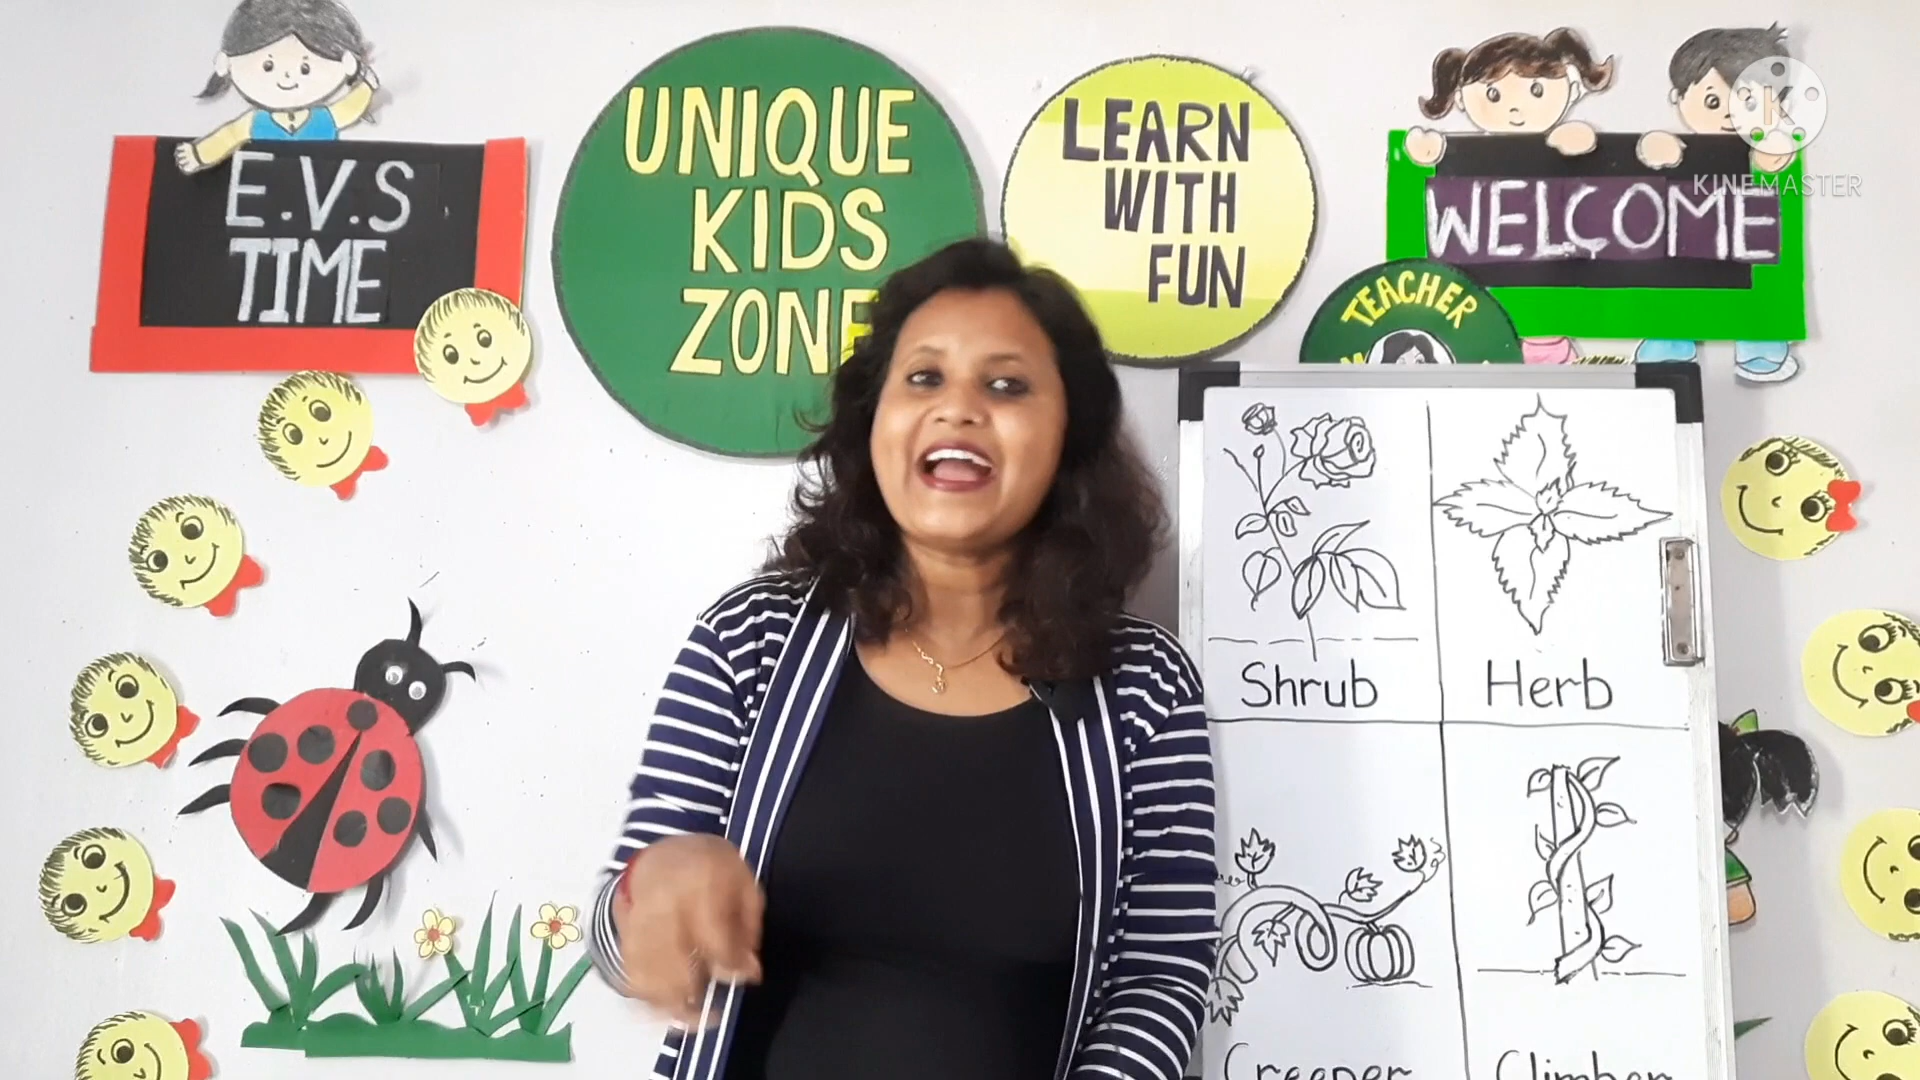 E.V.S
TIME
UNIQUE
KIDS
ZONE
LEARN
WITH
FUN
WELCOME
KINEMASTER
TEACHER
Shrub
Herb
Creeper
Climber